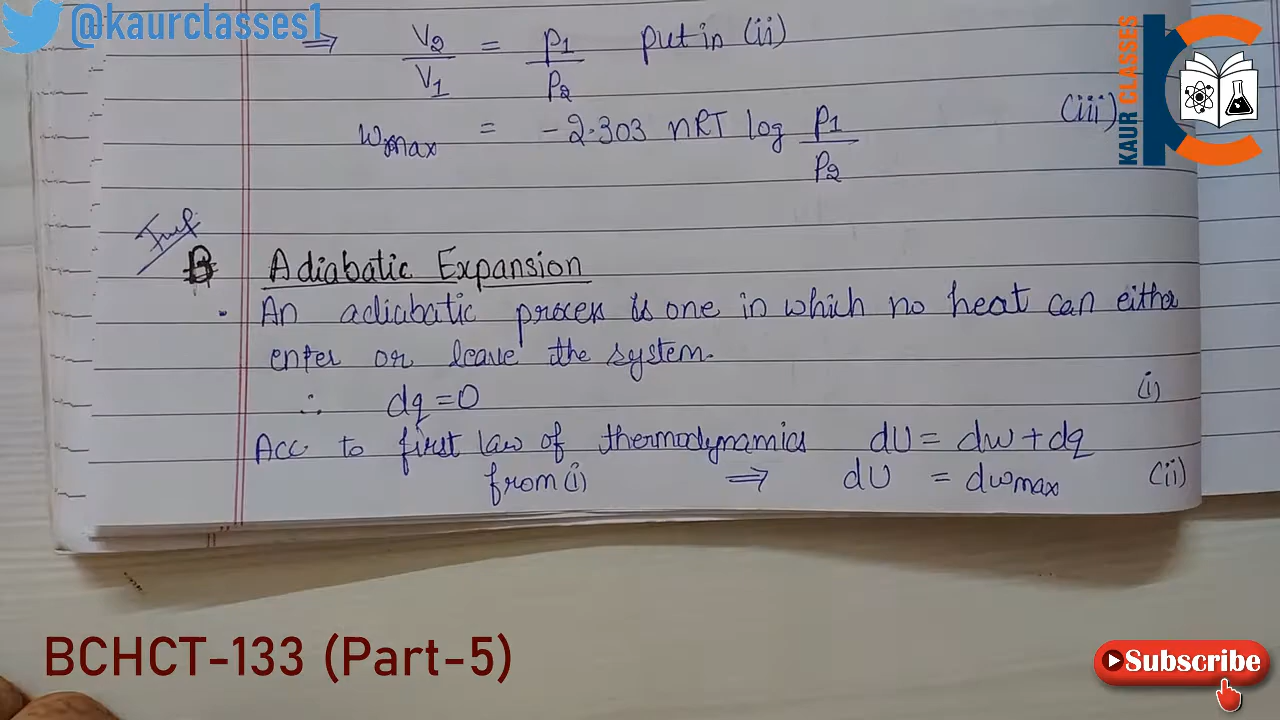 @kaurclasses1
⇒ V2/V1 = P1/P2 put in (ii)
Wmax = -2.303 nRT log P1/P2 (iii)
KAUR CLASSES
B Adiabatic Expansion
· An adiabatic process is one in which no heat can either
enter or leave the system.
∴ dq = 0 (i)
Acc. to first law of thermodynamics dU = dw + dq
from (i) ⇒ dU = dwmax (ii)
BCHCT-133 (Part-5)
Subscribe